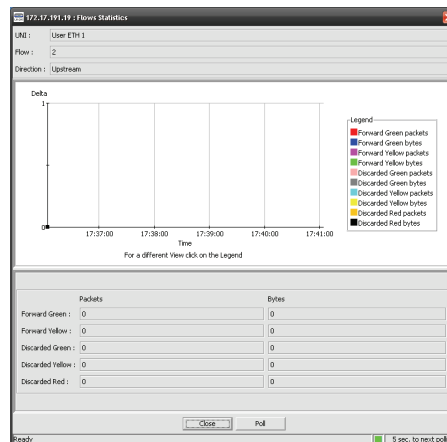 172.17.191.19 : Flows Statistics
UNI : User ETH 1
Flow : 2
Direction : Upstream
Delta
1
0
17:37:00 17:38:00 17:39:00 17:40:00 17:41:00
Time
For a different View click on the Legend
Legend
Forward Green packets
Forward Green bytes
Forward Yellow packets
Forward Yellow bytes
Discarded Green packets
Discarded Green bytes
Discarded Yellow packets
Discarded Yellow bytes
Discarded Red packets
Discarded Red bytes
Packets Bytes
Forward Green : 0 0
Forward Yellow : 0 0
Discarded Green : 0 0
Discarded Yellow : 0 0
Discarded Red : 0 0
Close Poll
Ready 5 sec. to next poll